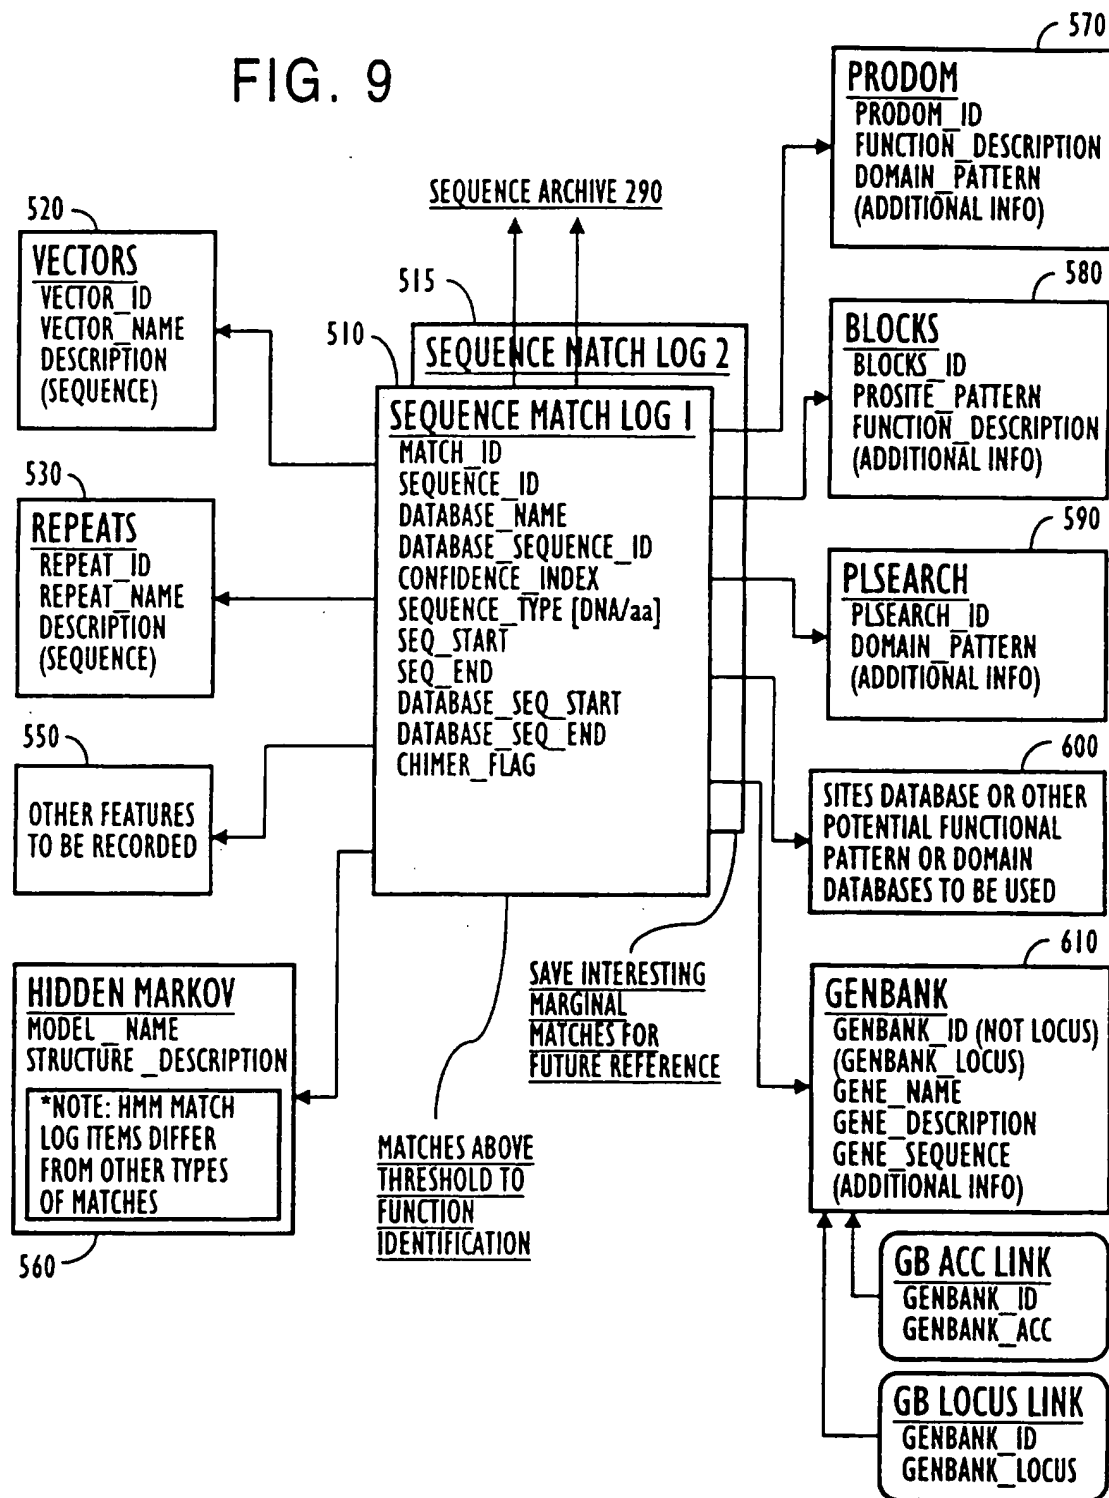 FIG. 9
570
PRODOM
PRODOM_ID
FUNCTION_DESCRIPTION
DOMAIN_PATTERN
(ADDITIONAL INFO)
SEQUENCE ARCHIVE 290
520
VECTORS
VECTOR_ID
VECTOR_NAME
DESCRIPTION
(SEQUENCE)
515
SEQUENCE MATCH LOG 2
510
SEQUENCE MATCH LOG 1
MATCH_ID
SEQUENCE_ID
DATABASE_NAME
DATABASE_SEQUENCE_ID
CONFIDENCE_INDEX
SEQUENCE_TYPE [DNA/aa]
SEQ_START
SEQ_END
DATABASE_SEQ_START
DATABASE_SEQ_END
CHIMER_FLAG
580
BLOCKS
BLOCKS_ID
PROSITE_PATTERN
FUNCTION_DESCRIPTION
(ADDITIONAL INFO)
530
REPEATS
REPEAT_ID
REPEAT_NAME
DESCRIPTION
(SEQUENCE)
590
PLSEARCH
PLSEARCH_ID
DOMAIN_PATTERN
(ADDITIONAL INFO)
550
OTHER FEATURES
TO BE RECORDED
600
SITES DATABASE OR OTHER
POTENTIAL FUNCTIONAL
PATTERN OR DOMAIN
DATABASES TO BE USED
HIDDEN MARKOV
MODEL_NAME
STRUCTURE_DESCRIPTION
*NOTE: HMM MATCH
LOG ITEMS DIFFER
FROM OTHER TYPES
OF MATCHES
560
MATCHES ABOVE
THRESHOLD TO
FUNCTION
IDENTIFICATION
SAVE INTERESTING
MARGINAL
MATCHES FOR
FUTURE REFERENCE
610
GENBANK
GENBANK_ID (NOT LOCUS)
(GENBANK_LOCUS)
GENE_NAME
GENE_DESCRIPTION
GENE_SEQUENCE
(ADDITIONAL INFO)
GB ACC LINK
GENBANK_ID
GENBANK_ACC
GB LOCUS LINK
GENBANK_ID
GENBANK_LOCUS